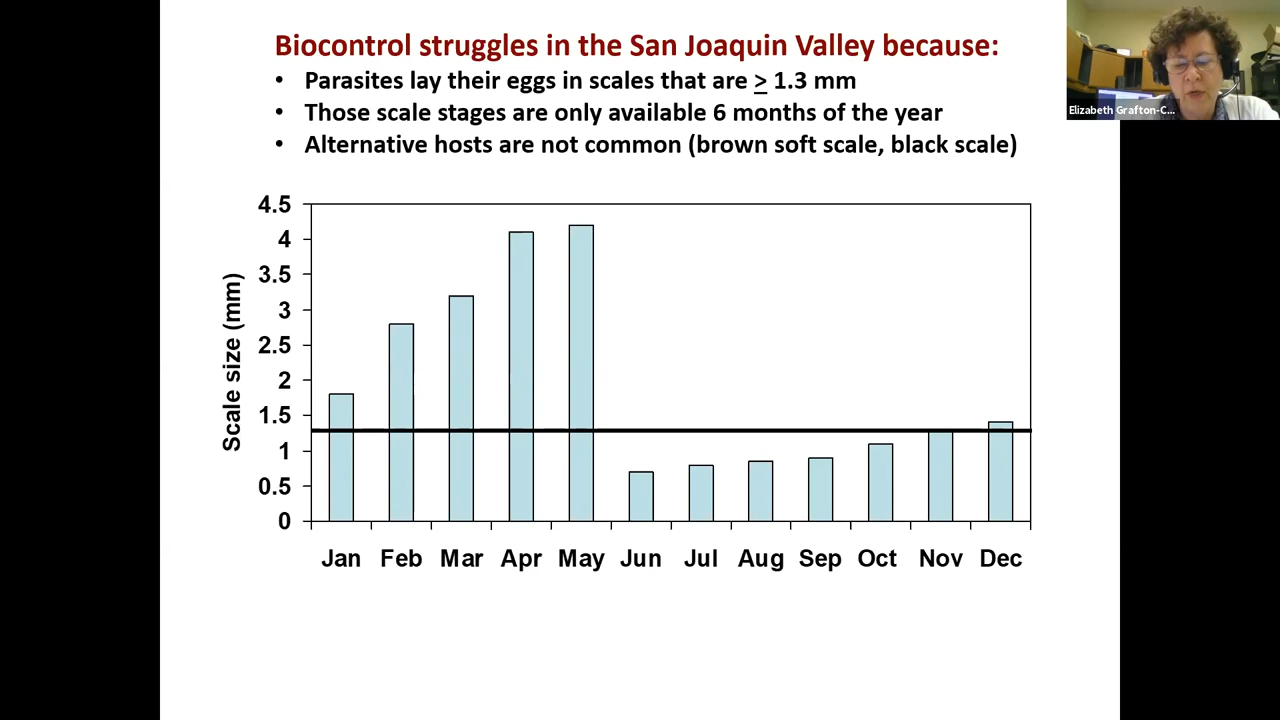 Biocontrol struggles in the San Joaquin Valley because:
• Parasites lay their eggs in scales that are ≥ 1.3 mm
• Those scale stages are only available 6 months of the year
• Alternative hosts are not common (brown soft scale, black scale)
Elizabeth Grafton-C...
Scale size (mm)
4.5
4
3.5
3
2.5
2
1.5
1
0.5
0
Jan Feb Mar Apr May Jun Jul Aug Sep Oct Nov Dec